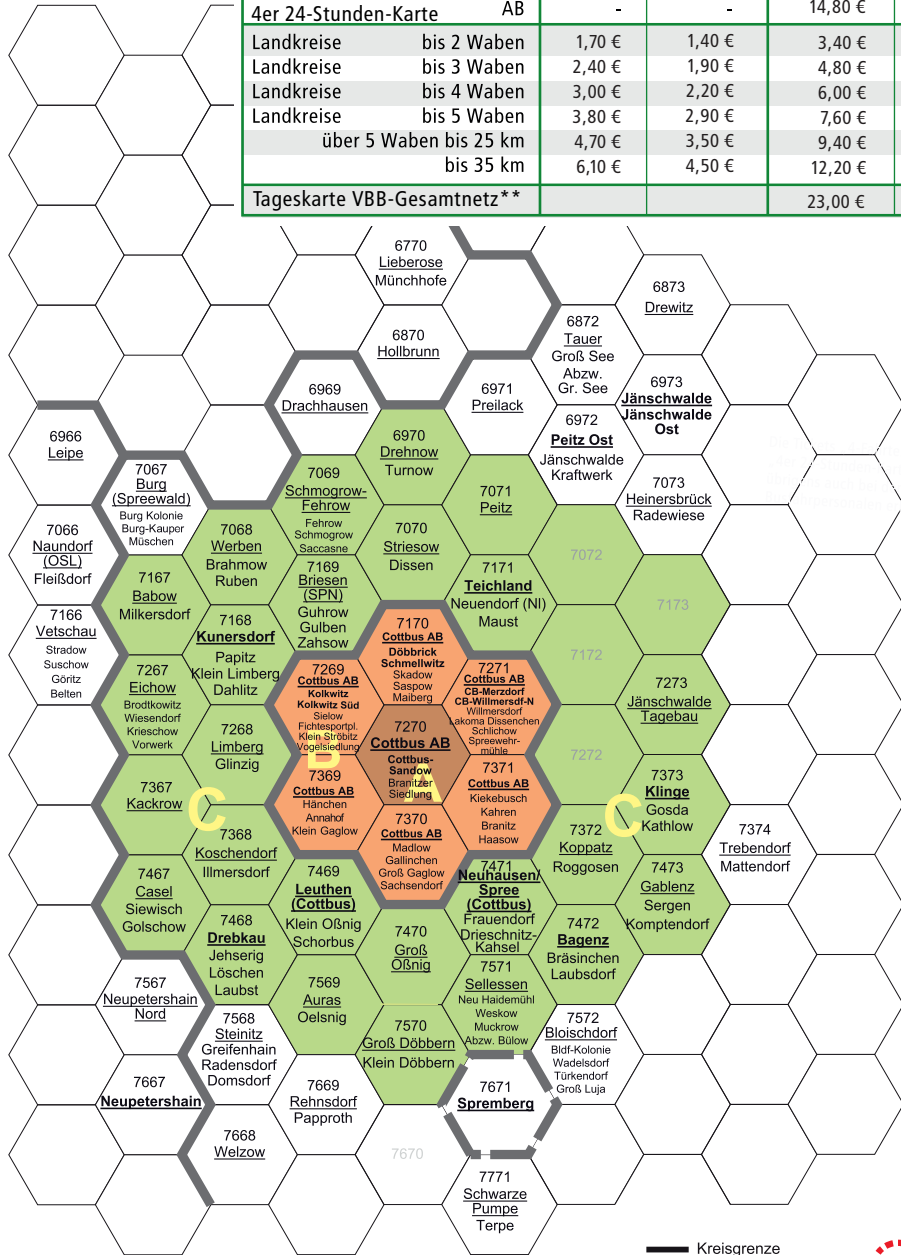 4er 24-Stunden-Karte AB - - 14,80 €
Landkreise bis 2 Waben 1,70 € 1,40 € 3,40 €
Landkreise bis 3 Waben 2,40 € 1,90 € 4,80 €
Landkreise bis 4 Waben 3,00 € 2,20 € 6,00 €
Landkreise bis 5 Waben 3,80 € 2,90 € 7,60 €
über 5 Waben bis 25 km 4,70 € 3,50 € 9,40 €
bis 35 km 6,10 € 4,50 € 12,20 €
Tageskarte VBB-Gesamtnetz** 23,00 €
6770
Lieberose
Münchhofe
6873
Drewitz
6870
Hollbrunn
6872
Tauer
Groß See
Abzw.
Gr. See
6969
Drachhausen
6971
Preilack
6973
Jänschwalde
Jänschwalde
Ost
6966
Leipe
6970
Drehnow
Turnow
6972
Peitz Ost
Jänschwalde
Kraftwerk
7067
Burg
(Spreewald)
Burg Kolonie
Burg-Kauper
Müschen
7069
Schmogrow-
Fehrow
Fehrow
Schmogrow
Saccasne
7071
Peitz
7073
Heinersbrück
Radewiese
7066
Naundorf
(OSL)
Fleißdorf
7068
Werben
Brahmow
Ruben
7070
Striesow
Dissen
7072
7167
Babow
Milkersdorf
7169
Briesen
(SPN)
Guhrow
Gulben
Zahsow
7171
Teichland
Neuendorf (NI)
Maust
7173
7166
Vetschau
Stradow
Suschow
Göritz
Belten
7168
Kunersdorf
Papitz
Klein Limberg
Dahlitz
7170
Cottbus AB
Döbbrick
Schmellwitz
Skadow
Saspow
Maiberg
7172
7267
Eichow
Brodtkowitz
Wiesendorf
Krieschow
Vorwerk
7269
Cottbus AB
Kolkwitz
Kolkwitz Süd
Sielow
Fichtesportpl.
Klein Ströbitz
Vogelsiedlung
7271
Cottbus AB
CB-Merzdorf
CB-Willmersdf-N
Willmersdorf
Lakoma Dissenchen
Schlichow
Spreewehr-
mühle
7273
Jänschwalde
Tagebau
7268
Limberg
Glinzig
B
7270
Cottbus AB
Cottbus-
Sandow
Branitzer
Siedlung
A
7272
7367
Kackrow
C
7369
Cottbus AB
Hänchen
Annahof
Klein Gaglow
7371
Cottbus AB
Kiekebusch
Kahren
Branitz
Haasow
C
7373
Klinge
Gosda
Kathlow
7368
Koschendorf
Illmersdorf
7370
Cottbus AB
Madlow
Gallinchen
Groß Gaglow
Sachsendorf
7372
Koppatz
Roggosen
7374
Trebendorf
Mattendorf
7467
Casel
Siewisch
Golschow
7469
Leuthen
(Cottbus)
Klein Oßnig
Schorbus
7471
Neuhausen/
Spree
(Cottbus)
Frauendorf
Drieschnitz-
Kahsel
7473
Gablenz
Sergen
Komptendorf
7468
Drebkau
Jehserig
Löschen
Laubst
7470
Groß
Oßnig
7472
Bagenz
Bräsinchen
Laubsdorf
7567
Neupetershain
Nord
7569
Auras
Oelsnig
7571
Sellessen
Neu Haidemühl
Weskow
Muckrow
Abzw. Bülow
7568
Steinitz
Greifenhain
Radensdorf
Domsdorf
7570
Groß Döbbern
Klein Döbbern
7572
Bloischdorf
Bldf-Kolonie
Wadelsdorf
Türkendorf
Groß Luja
7667
Neupetershain
7669
Rehnsdorf
Papproth
7671
Spremberg
7668
Welzow
7670
7771
Schwarze
Pumpe
Terpe
Kreisgrenze